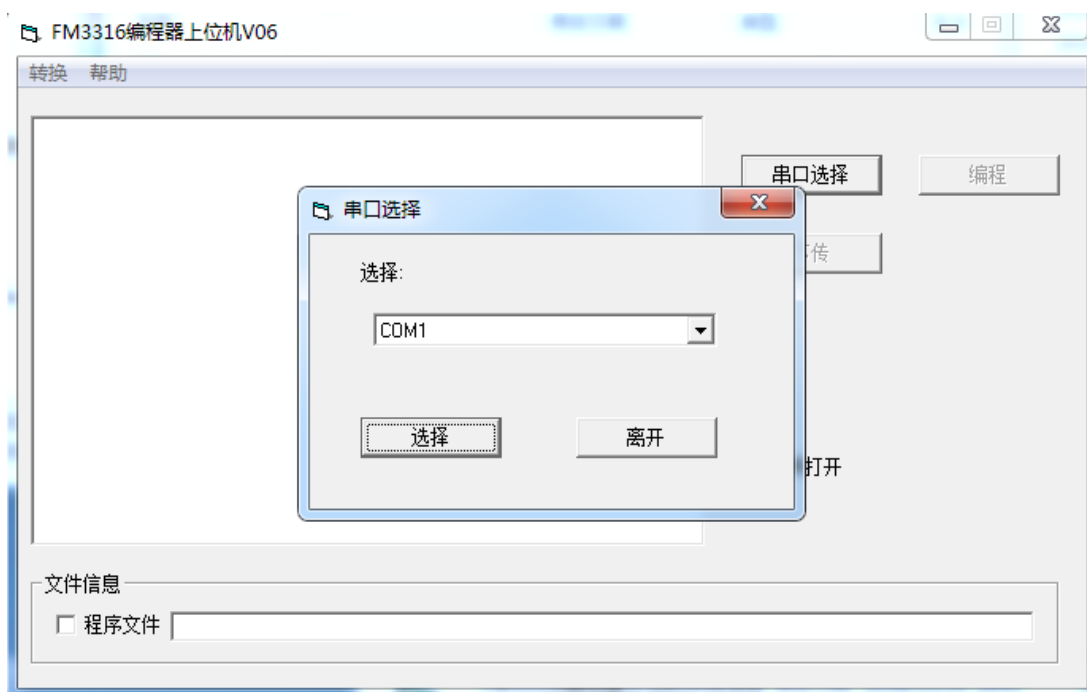 FM3316编程器上位机V06
转换 帮助
串口选择 编程
串口选择
传
选择:
COM1
选择 离开
打开
文件信息
程序文件